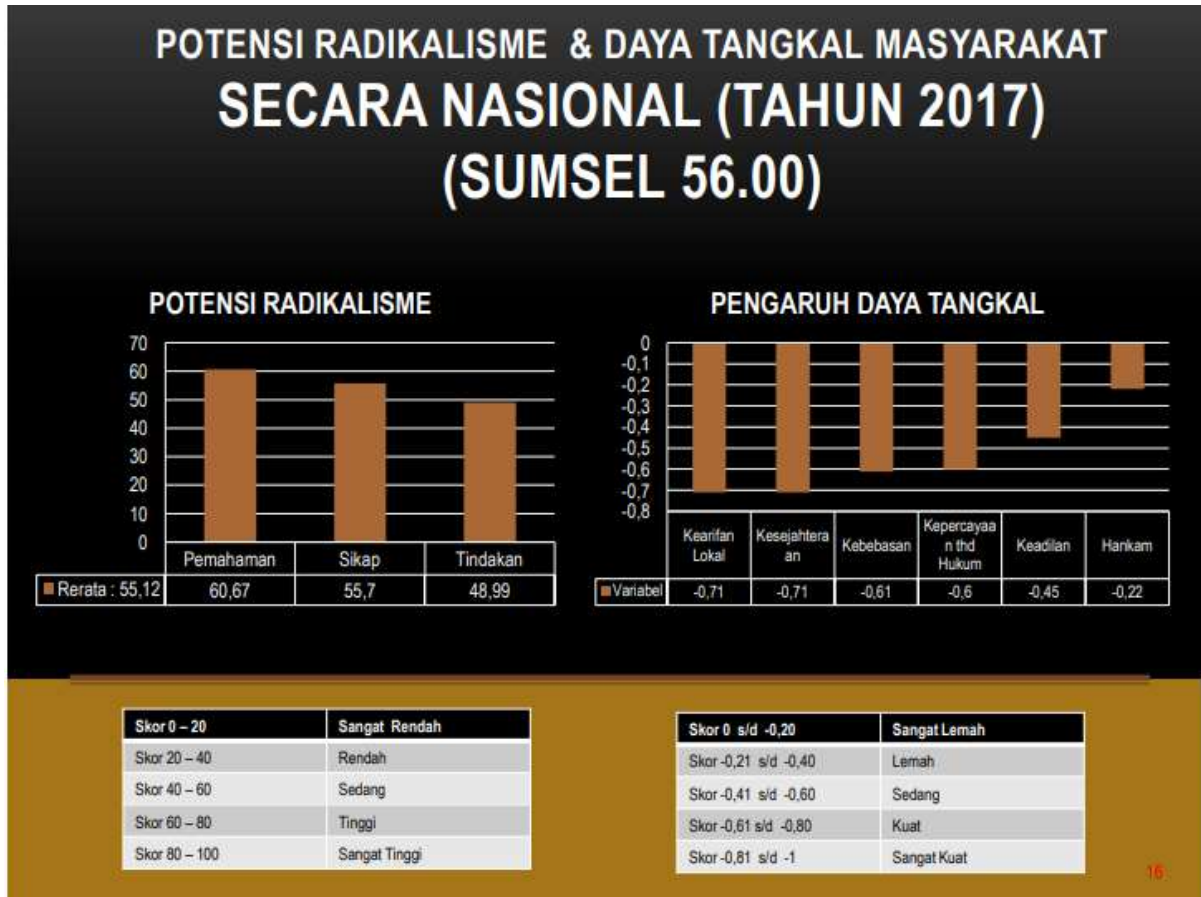 POTENSI RADIKALISME & DAYA TANGKAL MASYARAKAT
SECARA NASIONAL (TAHUN 2017)
(SUMSEL 56.00)
POTENSI RADIKALISME
70
60
50
40
30
20
10
0
Pemahaman Sikap Tindakan
Rerata : 55,12 60,67 55,7 48,99
PENGARUH DAYA TANGKAL
0
-0,1
-0,2
-0,3
-0,4
-0,5
-0,6
-0,7
-0,8
Kearifan
Lokal
Kesejahtera
an
Kebebasan
Kepercayaa
n thd
Hukum
Keadilan
Hankam
Variabel -0,71 -0,71 -0,61 -0,6 -0,45 -0,22
Skor 0 – 20 Sangat Rendah
Skor 20 – 40 Rendah
Skor 40 – 60 Sedang
Skor 60 – 80 Tinggi
Skor 80 – 100 Sangat Tinggi
Skor 0 s/d -0,20 Sangat Lemah
Skor -0,21 s/d -0,40 Lemah
Skor -0,41 s/d -0,60 Sedang
Skor -0,61 s/d -0,80 Kuat
Skor -0,81 s/d -1 Sangat Kuat
16